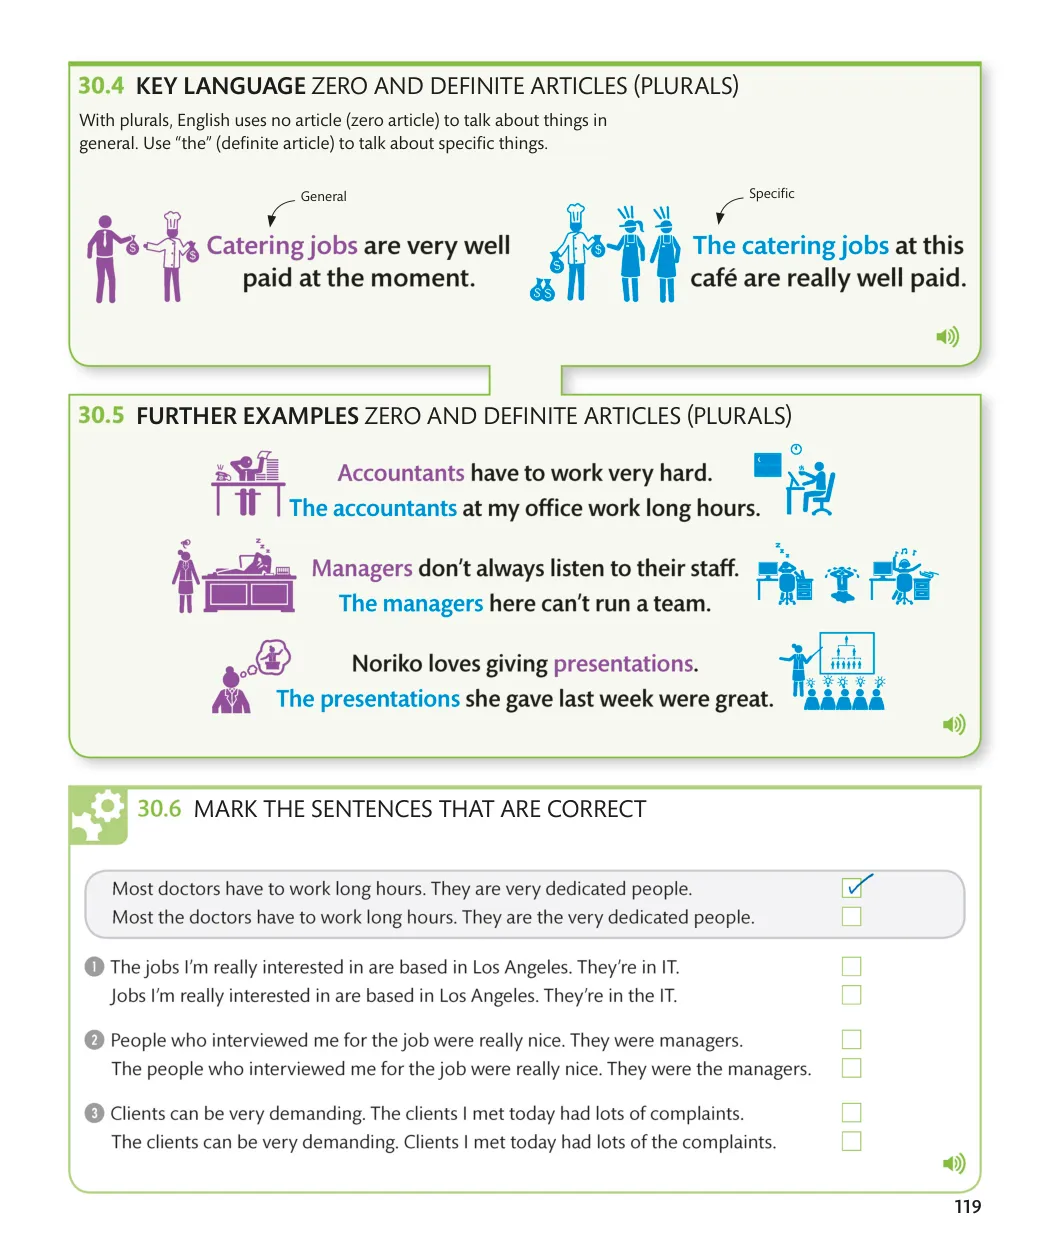 30.4 KEY LANGUAGE ZERO AND DEFINITE ARTICLES (PLURALS)
With plurals, English uses no article (zero article) to talk about things in
general. Use “the” (definite article) to talk about specific things.
General
Catering jobs are very well
paid at the moment.
Specific
The catering jobs at this
café are really well paid.
30.5 FURTHER EXAMPLES ZERO AND DEFINITE ARTICLES (PLURALS)
Accountants have to work very hard.
The accountants at my office work long hours.
Managers don’t always listen to their staff.
The managers here can’t run a team.
Noriko loves giving presentations.
The presentations she gave last week were great.
30.6 MARK THE SENTENCES THAT ARE CORRECT
Most doctors have to work long hours. They are very dedicated people.
Most the doctors have to work long hours. They are the very dedicated people.
1 The jobs I’m really interested in are based in Los Angeles. They’re in IT.
Jobs I’m really interested in are based in Los Angeles. They’re in the IT.
2 People who interviewed me for the job were really nice. They were managers.
The people who interviewed me for the job were really nice. They were the managers.
3 Clients can be very demanding. The clients I met today had lots of complaints.
The clients can be very demanding. Clients I met today had lots of the complaints.
119